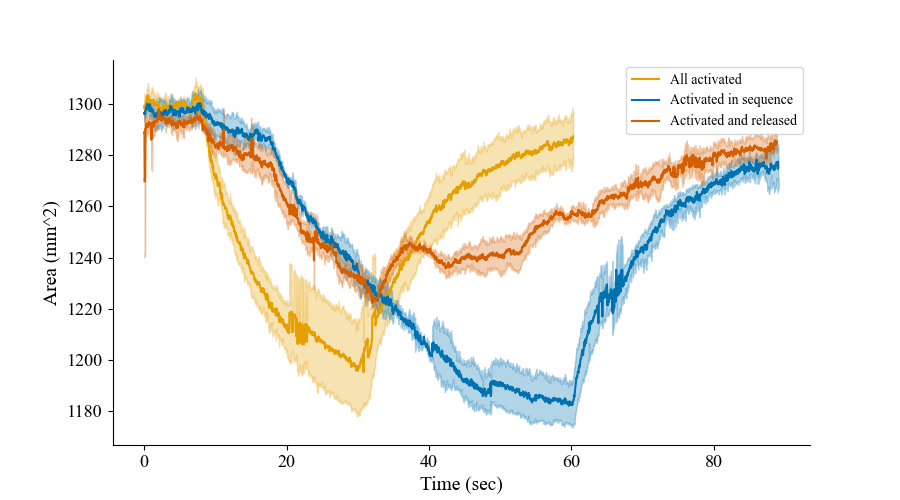 All activated
Activated in sequence
Activated and released
1300
1280
1260
1240
1220
1200
1180
Area (mm^2)
0 20 40 60 80
Time (sec)